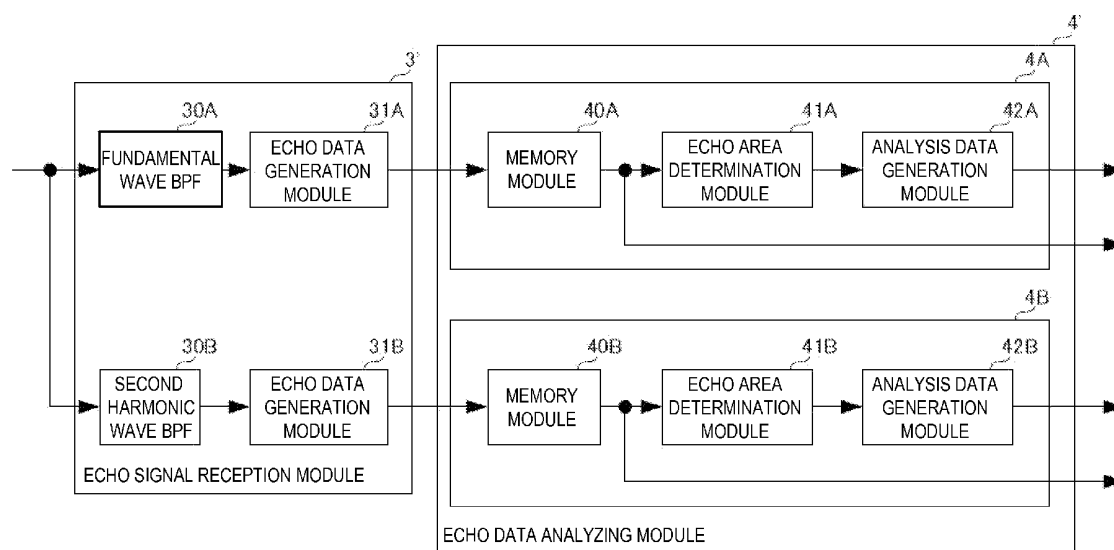 4'
3'
4A
30A
31A
40A
41A
42A
FUNDAMENTAL
WAVE BPF
ECHO DATA
GENERATION
MODULE
MEMORY
MODULE
ECHO AREA
DETERMINATION
MODULE
ANALYSIS DATA
GENERATION
MODULE
4B
30B
31B
40B
41B
42B
SECOND
HARMONIC
WAVE BPF
ECHO DATA
GENERATION
MODULE
MEMORY
MODULE
ECHO AREA
DETERMINATION
MODULE
ANALYSIS DATA
GENERATION
MODULE
ECHO SIGNAL RECEPTION MODULE
ECHO DATA ANALYZING MODULE